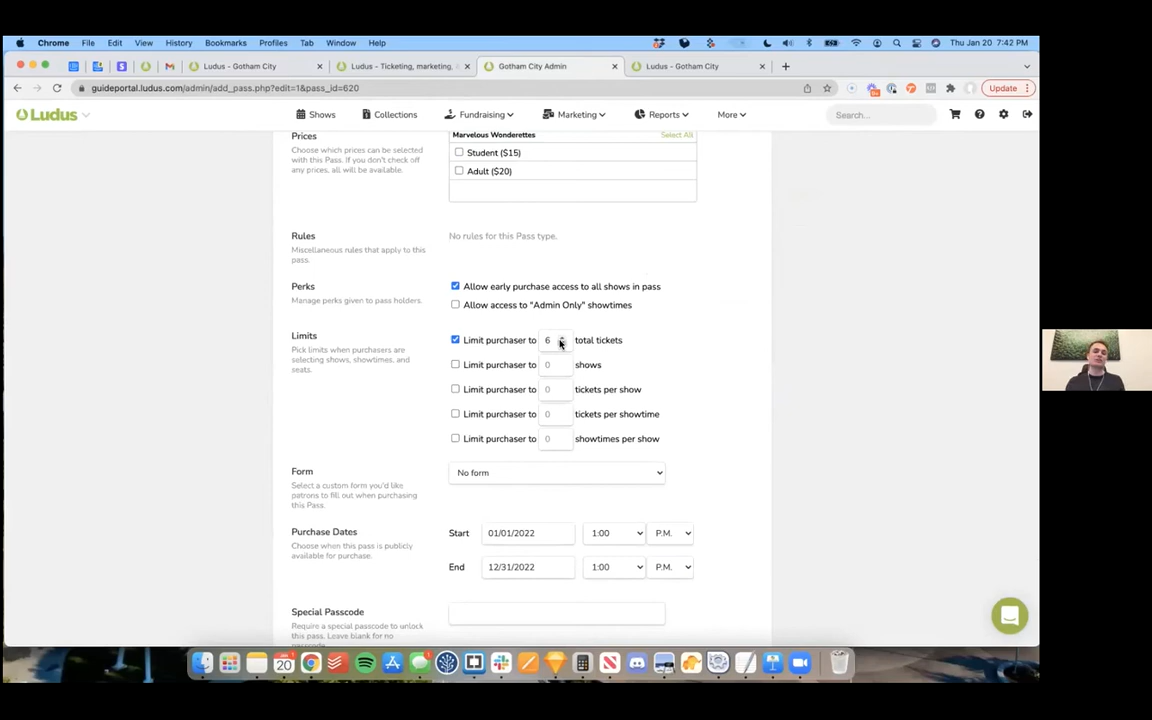 Chrome File Edit View History Bookmarks Profiles Tab Window Help Thu Jan 20 7:42 PM
Ludus - Gotham City Ludus - Ticketing, marketing, Gotham City Admin Ludus - Gotham City
guideportal.ludus.com/admin/add_pass.php?edit=1&pass_id=620 Update
Ludus Shows Collections Fundraising Marketing Reports More Search...
Prices
Choose which prices can be selected
with this Pass. If you don't check off
any prices, all will be available.
Marvelous Wonderettes Select All
Student ($15)
Adult ($20)
Rules
Miscellaneous rules that apply to this
pass.
No rules for this Pass type.
Perks
Manage perks given to pass holders.
Allow early purchase access to all shows in pass
Allow access to "Admin Only" showtimes
Limits
Pick limits when purchasers are
selecting shows, showtimes, and
seats.
Limit purchaser to 6 total tickets
Limit purchaser to 0 shows
Limit purchaser to 0 tickets per show
Limit purchaser to 0 tickets per showtime
Limit purchaser to 0 showtimes per show
Form
Select a custom form you'd like
patrons to fill out when purchasing
this Pass.
No form
Purchase Dates
Choose when this pass is publicly
available for purchase.
Start 01/01/2022 1:00 P.M.
End 12/31/2022 1:00 P.M.
Special Passcode
Require a special passcode to
unlock this pass. Leave blank for no
passcode.
JAN
20